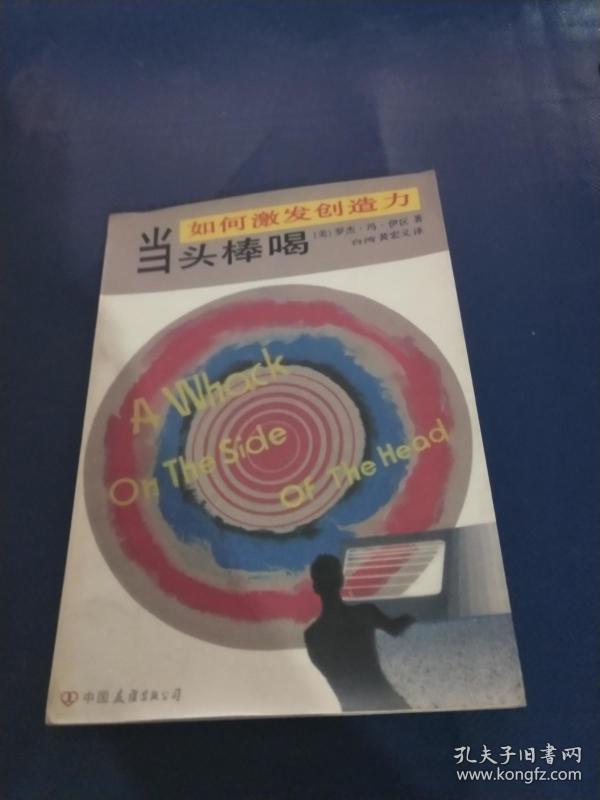 如何激发创造力
当头棒喝
[美]罗杰·冯·伊区 著
台湾 黄宏义 译
A Whack
On The Side
Of The Head
中国友谊出版公司
孔夫子旧书网
www.kongfz.com